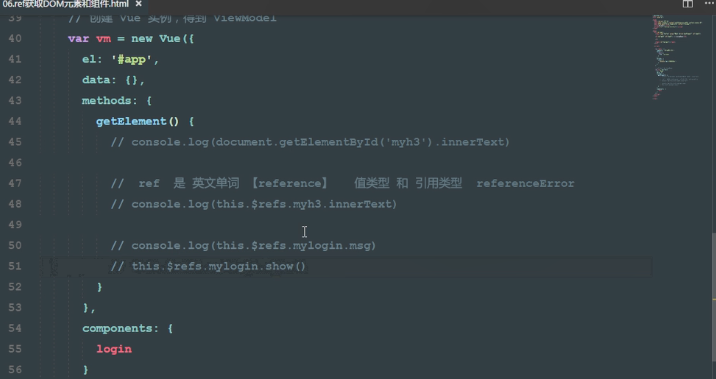 06.ref获取DOM元素和组件.html ×
39 // 创建 Vue 实例，得到 ViewModel
40 var vm = new Vue({
41 el: '#app',
42 data: {},
43 methods: {
44 getElement() {
45 // console.log(document.getElementById('myh3').innerText)
46
47 // ref 是 英文单词 【reference】 值类型 和 引用类型 referenceError
48 // console.log(this.$refs.myh3.innerText)
49
50 // console.log(this.$refs.mylogin.msg)
51 // this.$refs.mylogin.show()
52 }
53 },
54 components: {
55 login
56 }